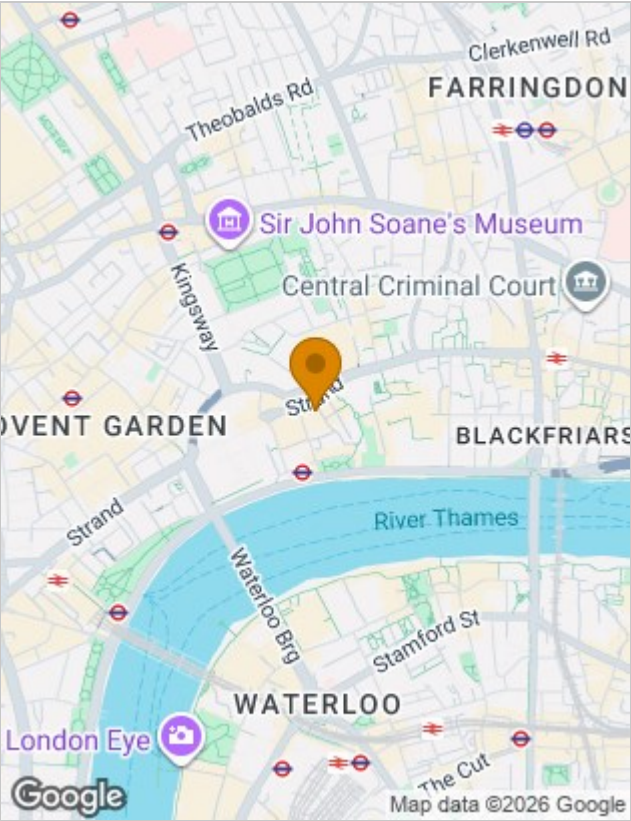 Clerkenwell Rd
FARRINGDON
Theobalds Rd
Sir John Soane's Museum
Central Criminal Court
Kingsway
Strand
OVENT GARDEN
BLACKFRIARS
River Thames
Strand
Waterloo Brg
Stamford St
WATERLOO
London Eye
The Cut
Google
Map data ©2026 Google